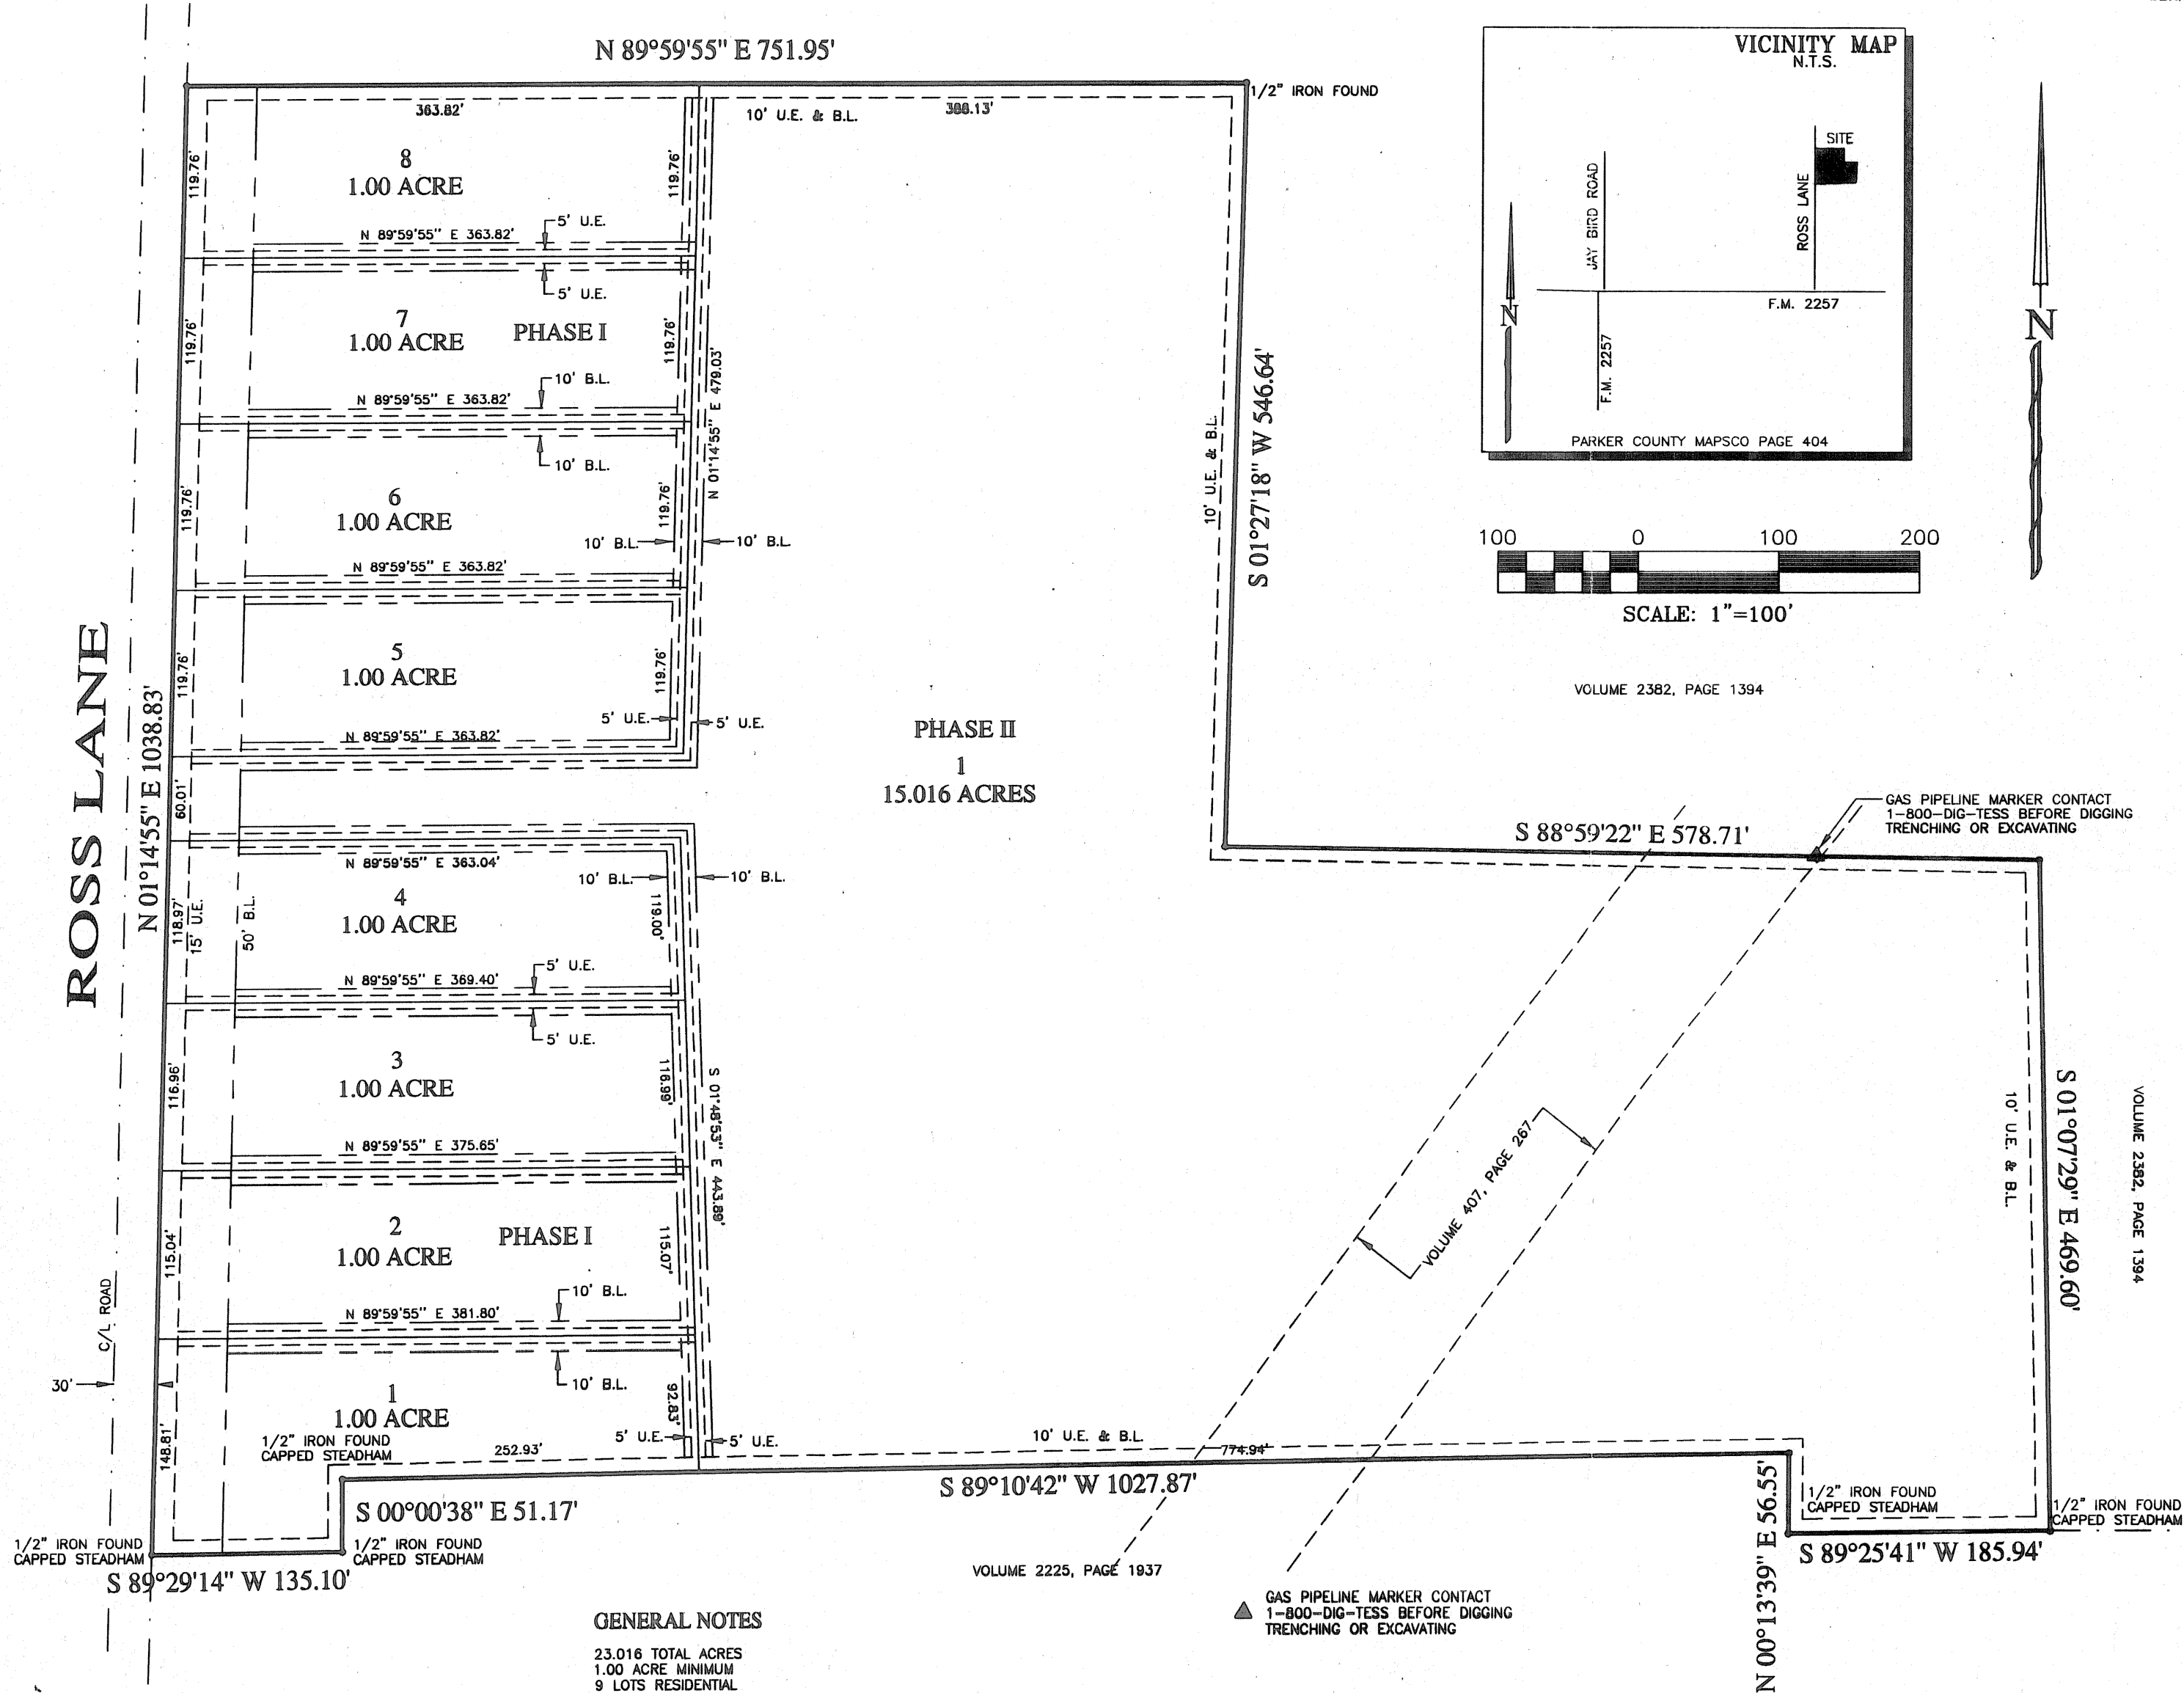 N 89°59'55" E 751.95'
1/2" IRON FOUND
363.82'
10' U.E. & B.L.
388.13'
119.76'
8
1.00 ACRE
119.76'
N 89°59'55" E 363.82'
5' U.E.
5' U.E.
119.76'
7
1.00 ACRE
PHASE I
119.76'
N 89°59'55" E 363.82'
10' B.L.
10' B.L.
N 01°14'55" E 479.03'
119.76'
6
1.00 ACRE
119.76'
10' B.L.
10' B.L.
N 89°59'55" E 363.82'
119.76'
5
1.00 ACRE
119.76'
5' U.E.
5' U.E.
N 89°59'55" E 363.82'
ROSS LANE
N 01°14'55" E 1038.83'
60.01'
N 89°59'55" E 363.04'
10' B.L.
10' B.L.
118.97'
15' U.E.
50' B.L.
4
1.00 ACRE
119.00'
N 89°59'55" E 369.40'
5' U.E.
5' U.E.
116.96'
3
1.00 ACRE
116.99'
S 01°48'53" E 443.89'
N 89°59'55" E 375.65'
115.04'
2
1.00 ACRE
PHASE I
115.07'
N 89°59'55" E 381.80'
10' B.L.
10' B.L.
C/L ROAD
30'
148.81'
1
1.00 ACRE
92.83'
1/2" IRON FOUND
CAPPED STEADHAM
252.93'
5' U.E.
5' U.E.
10' U.E. & B.L.
774.94'
S 00°00'38" E 51.17'
S 89°10'42" W 1027.87'
1/2" IRON FOUND
CAPPED STEADHAM
1/2" IRON FOUND
CAPPED STEADHAM
S 89°29'14" W 135.10'
PHASE II
1
15.016 ACRES
10' U.E. & B.L.
S 01°27'18" W 546.64'
VICINITY MAP
N.T.S.
SITE
JAY BIRD ROAD
ROSS LANE
N
F.M. 2257
F.M. 2257
PARKER COUNTY MAPSCO PAGE 404
N
100 0 100 200
SCALE: 1"=100'
VOLUME 2382, PAGE 1394
GAS PIPELINE MARKER CONTACT
1-800-DIG-TESS BEFORE DIGGING
TRENCHING OR EXCAVATING
S 88°59'22" E 578.71'
VOLUME 407, PAGE 267
10' U.E. & B.L.
S 01°07'29" E 469.60'
VOLUME 2382, PAGE 1394
1/2" IRON FOUND
CAPPED STEADHAM
1/2" IRON FOUND
CAPPED STEADHAM
N 00°13'39" E 56.55'
S 89°25'41" W 185.94'
VOLUME 2225, PAGE 1937
GAS PIPELINE MARKER CONTACT
1-800-DIG-TESS BEFORE DIGGING
TRENCHING OR EXCAVATING
GENERAL NOTES
23.016 TOTAL ACRES
1.00 ACRE MINIMUM
9 LOTS RESIDENTIAL